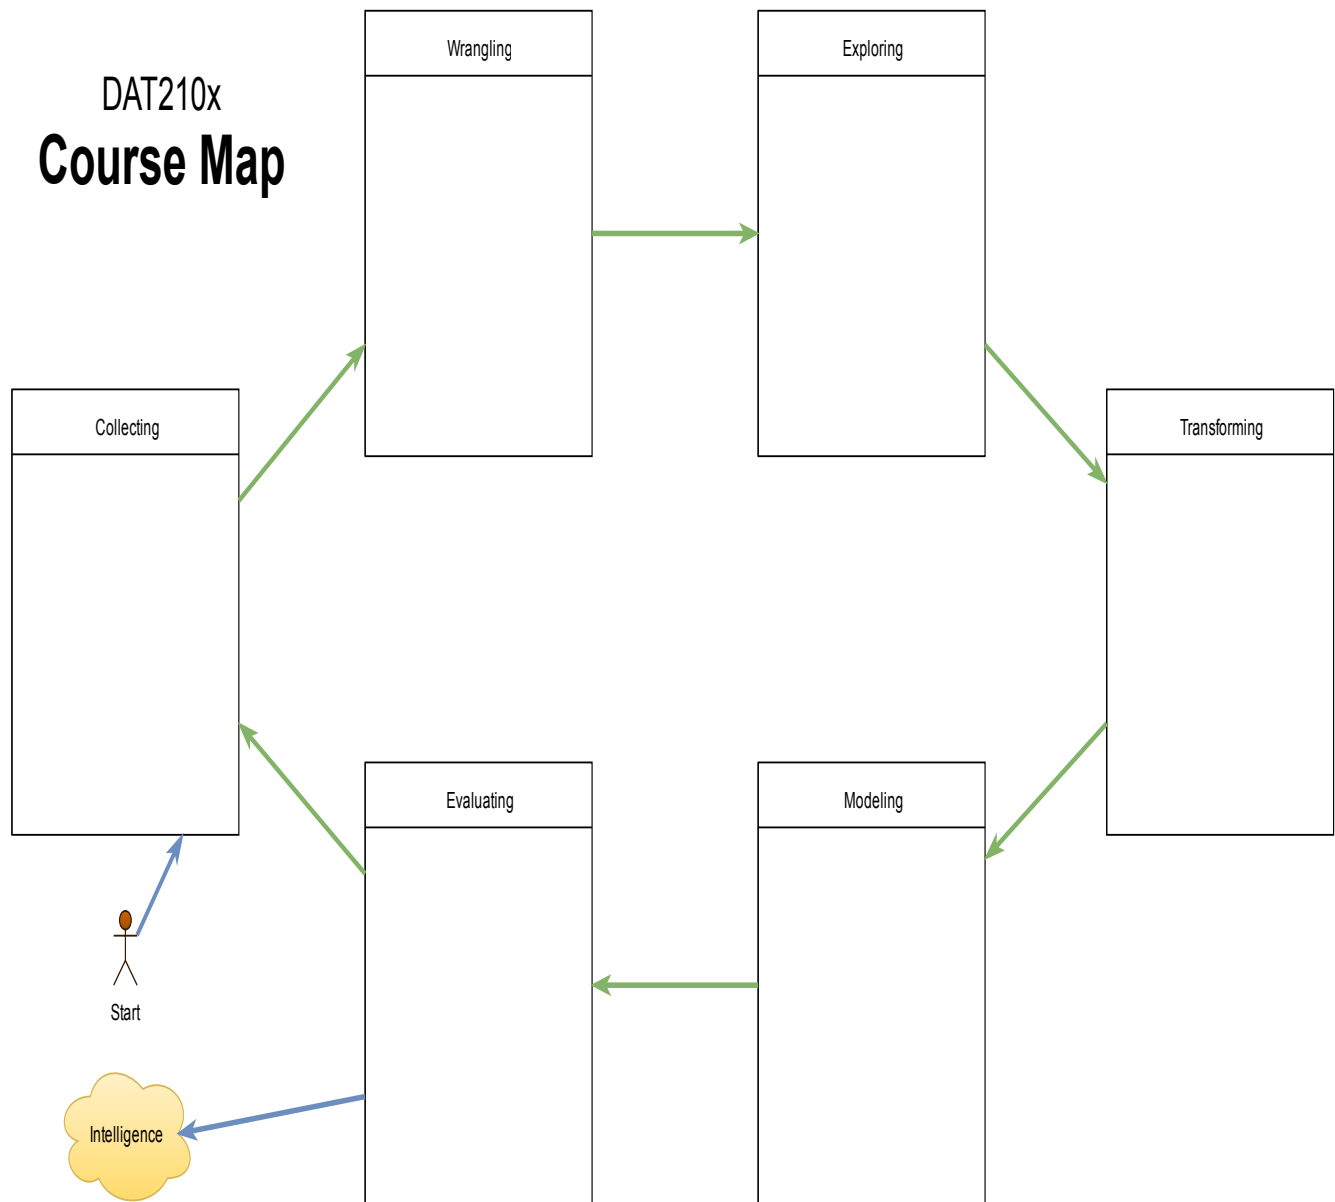 DAT210x
Course Map
Wrangling
Exploring
Collecting
Transforming
Evaluating
Modeling
Start
Intelligence